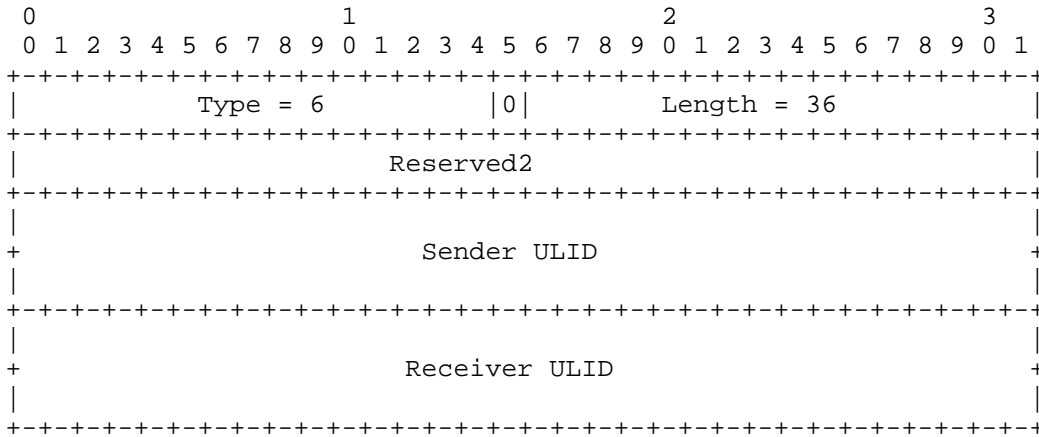 0                   1                   2                   3
 0 1 2 3 4 5 6 7 8 9 0 1 2 3 4 5 6 7 8 9 0 1 2 3 4 5 6 7 8 9 0 1
+-+-+-+-+-+-+-+-+-+-+-+-+-+-+-+-+-+-+-+-+-+-+-+-+-+-+-+-+-+-+-+-+
|           Type = 6          |0|        Length = 36            |
+-+-+-+-+-+-+-+-+-+-+-+-+-+-+-+-+-+-+-+-+-+-+-+-+-+-+-+-+-+-+-+-+
|                       Reserved2                               |
+-+-+-+-+-+-+-+-+-+-+-+-+-+-+-+-+-+-+-+-+-+-+-+-+-+-+-+-+-+-+-+-+
|                                                               |
+                         Sender ULID                           +
|                                                               |
+-+-+-+-+-+-+-+-+-+-+-+-+-+-+-+-+-+-+-+-+-+-+-+-+-+-+-+-+-+-+-+-+
|                                                               |
+                        Receiver ULID                          +
|                                                               |
+-+-+-+-+-+-+-+-+-+-+-+-+-+-+-+-+-+-+-+-+-+-+-+-+-+-+-+-+-+-+-+-+